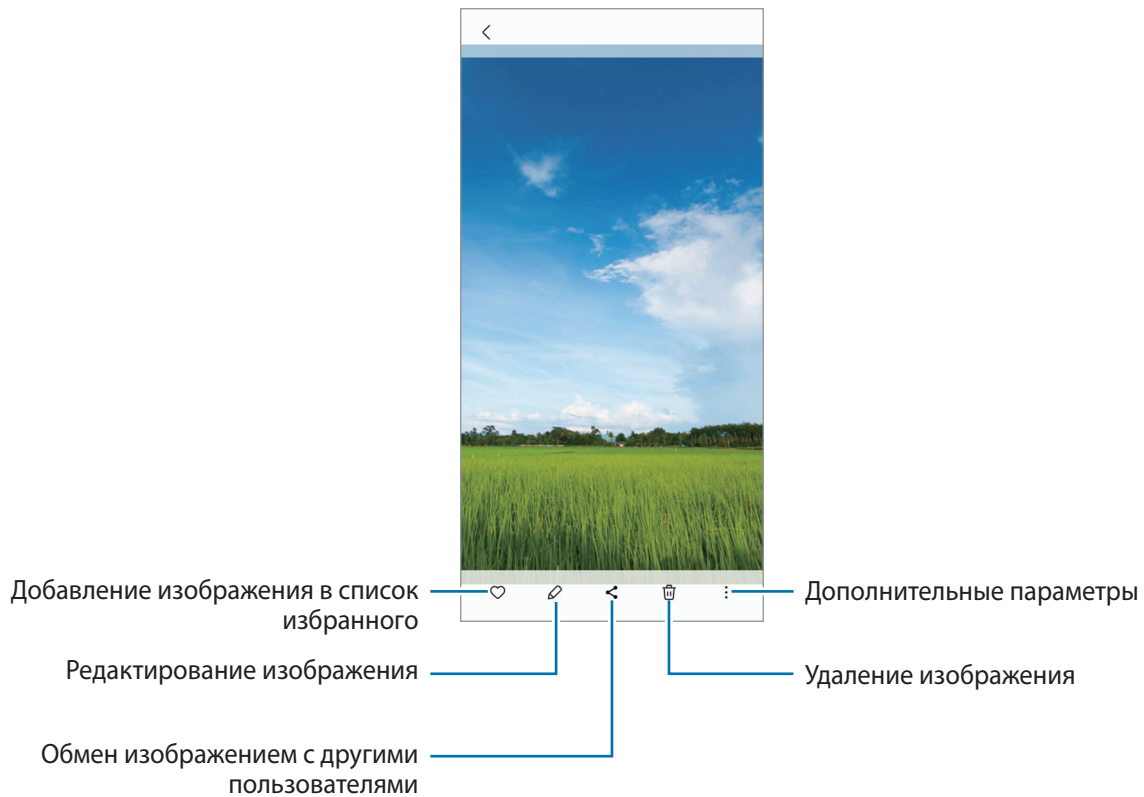 Добавление изображения в список
избранного
Дополнительные параметры
Редактирование изображения
Удаление изображения
Обмен изображением с другими
пользователями